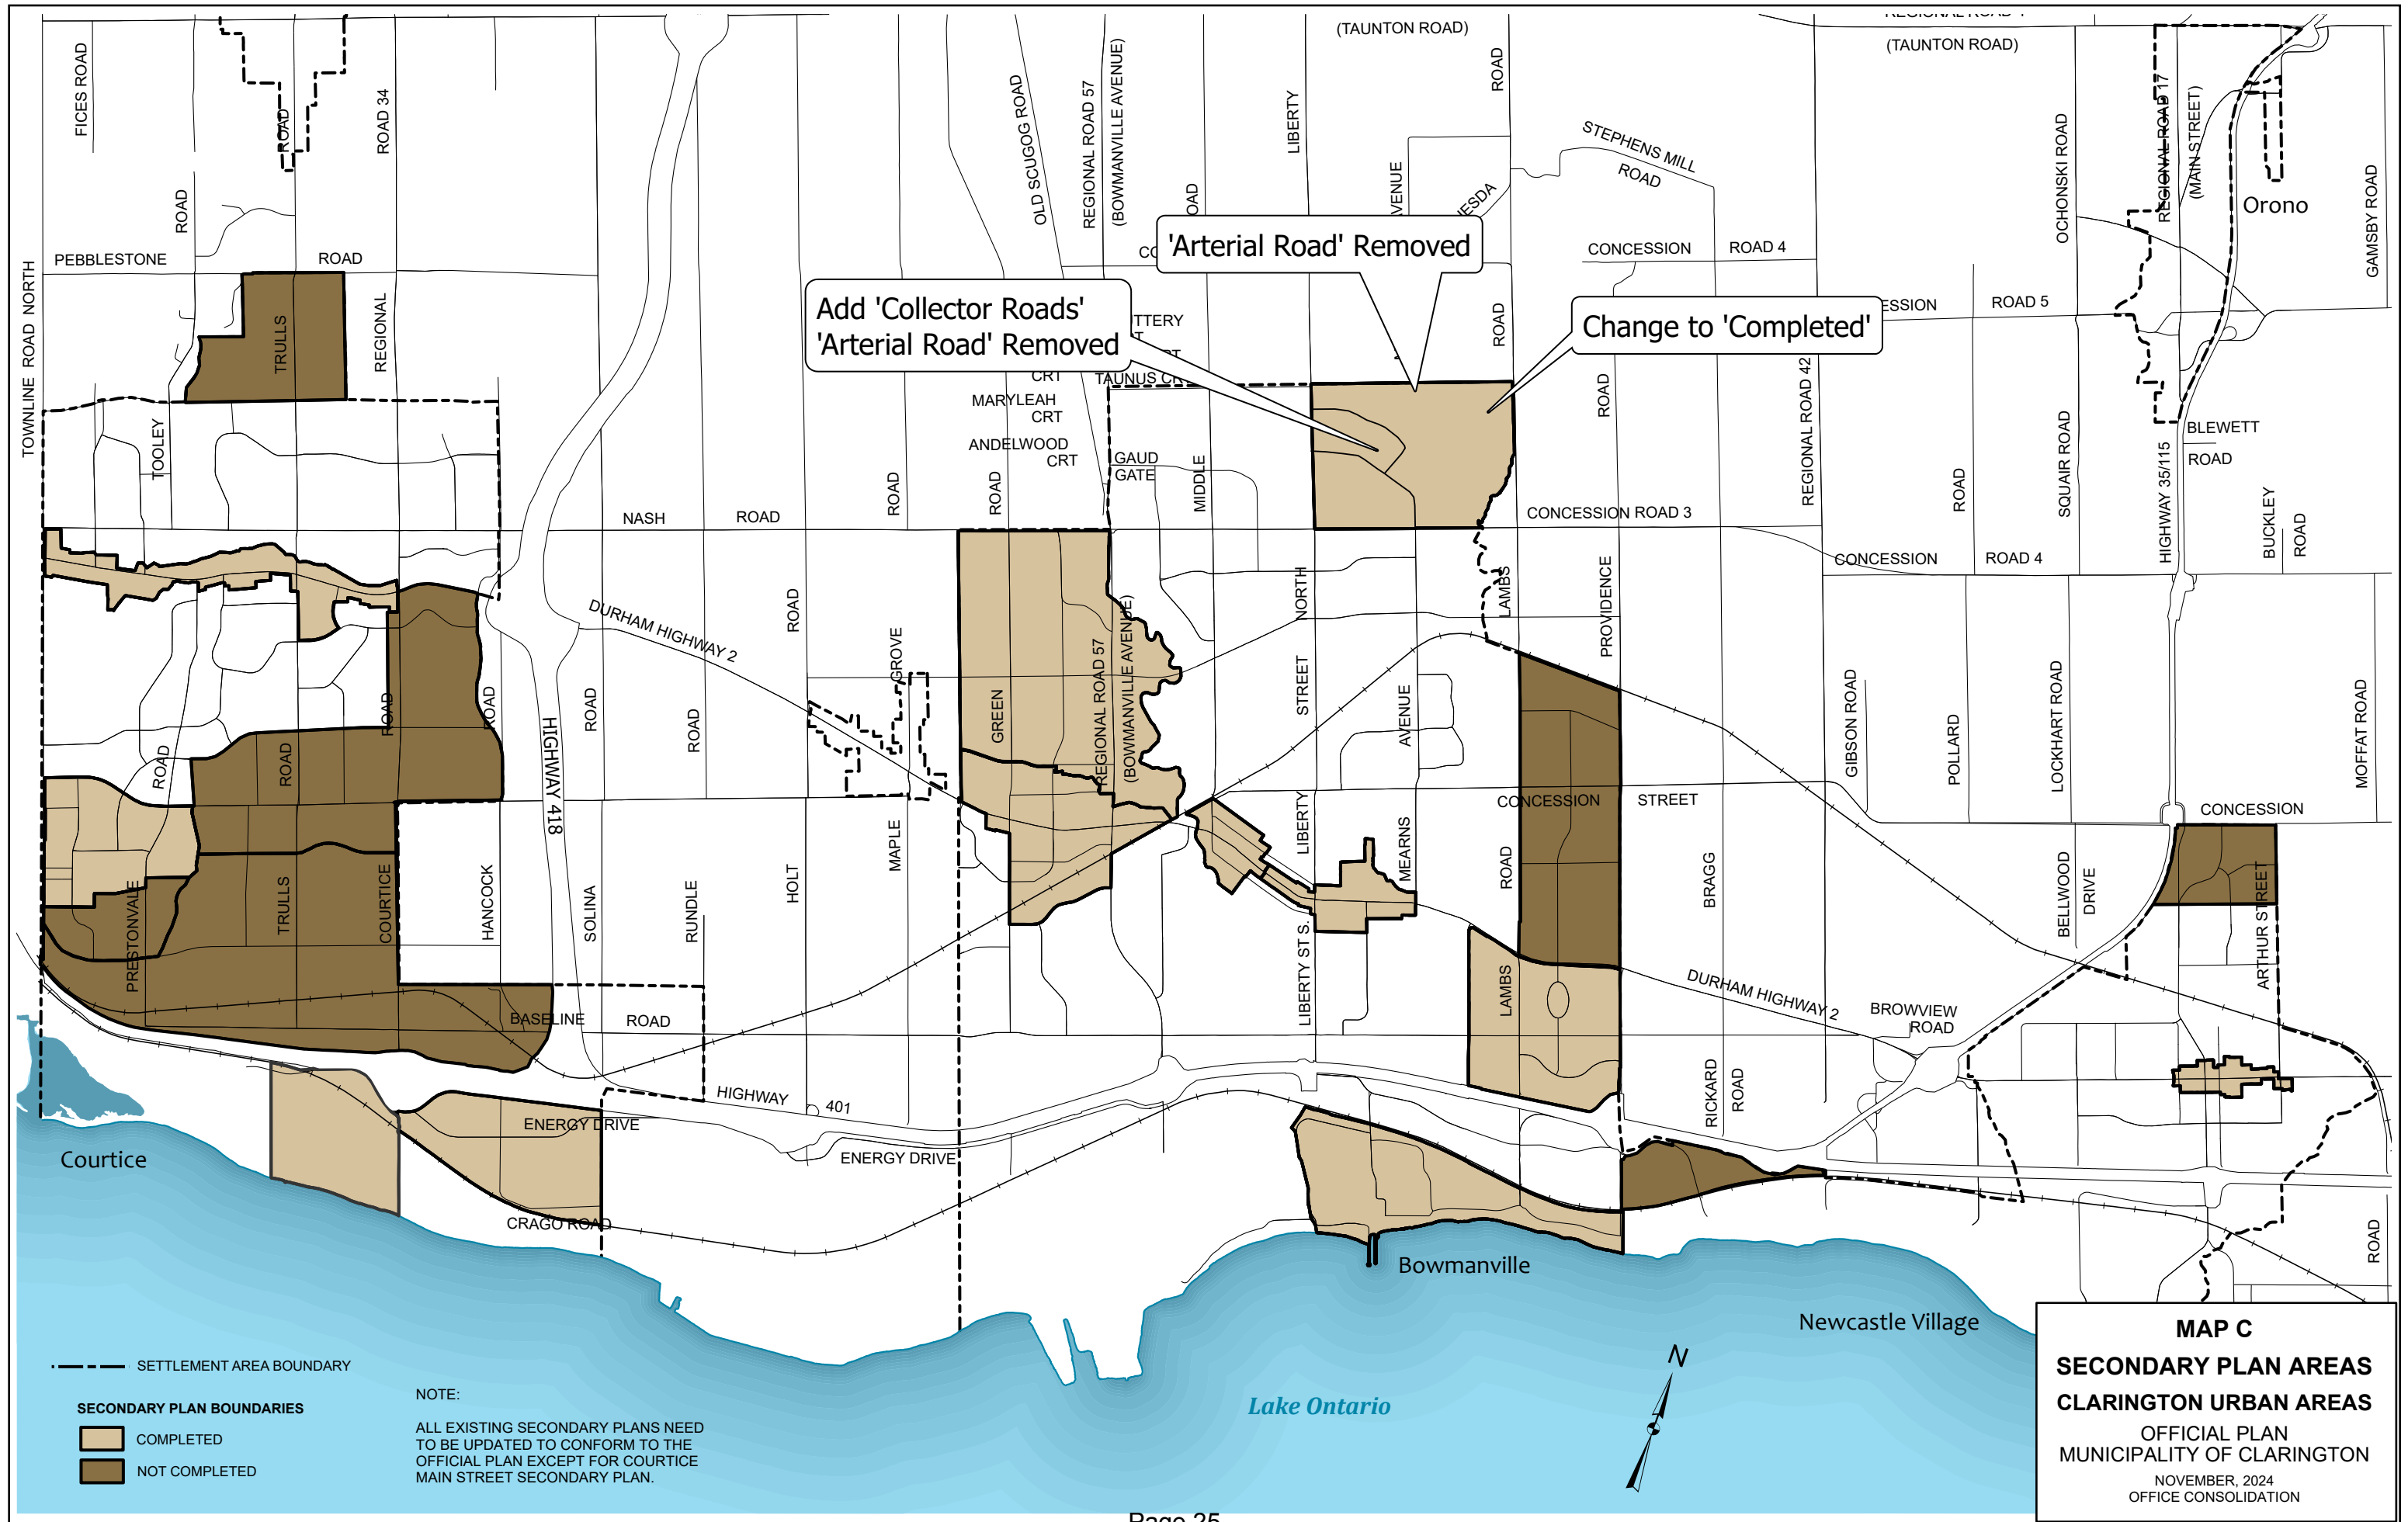 (TAUNTON ROAD)
(TAUNTON ROAD)
FICES ROAD
ROAD
ROAD 34
OLD SCUGOG ROAD
REGIONAL ROAD 57
(BOWMANVILLE AVENUE)
LIBERTY
ROAD
STEPHENS MILL
ROAD
OCHONSKI ROAD
REGIONAL ROAD 17
(MAIN STREET)
Orono
GAMSBY ROAD
ROAD
PEBBLESTONE
ROAD
'Arterial Road' Removed
CONCESSION
ROAD 4
TOWNLINE ROAD NORTH
TRULLS
REGIONAL
Add 'Collector Roads'
'Arterial Road' Removed
Change to 'Completed'
ROAD
ROAD 5
CRT
TAUNUS CRT
MARYLEAH
CRT
ANDELWOOD
CRT
GAUD
GATE
MIDDLE
ROAD
REGIONAL ROAD 42
SQUAIR ROAD
BLEWETT
ROAD
TOOLEY
ROAD
ROAD
ROAD
HIGHWAY 35/115
BUCKLEY
ROAD
NASH
ROAD
CONCESSION ROAD 3
CONCESSION
ROAD 4
DURHAM HIGHWAY 2
ROAD
GROVE
NORTH
LAMBS
PROVIDENCE
REGIONAL ROAD 57
(BOWMANVILLE AVENUE)
ROAD
ROAD
ROAD
ROAD
HIGHWAY 418
ROAD
ROAD
GREEN
STREET
AVENUE
GIBSON ROAD
POLLARD
LOCKHART ROAD
MOFFAT ROAD
CONCESSION
STREET
CONCESSION
PRESTONVALE
TRULLS
COURTICE
HANCOCK
SOLINA
RUNDLE
HOLT
MAPLE
LIBERTY
MEARNS
ROAD
BRAGG
BELLWOOD
DRIVE
ARTHUR STREET
LIBERTY ST S.
LAMBS
DURHAM HIGHWAY 2
BROWVIEW
ROAD
BASELINE
ROAD
HIGHWAY
401
RICKARD
ROAD
ENERGY DRIVE
ENERGY DRIVE
Courtice
CRAGO ROAD
ROAD
Bowmanville
Newcastle Village
Lake Ontario
N
SETTLEMENT AREA BOUNDARY
SECONDARY PLAN BOUNDARIES
COMPLETED
NOT COMPLETED
NOTE:
ALL EXISTING SECONDARY PLANS NEED
TO BE UPDATED TO CONFORM TO THE
OFFICIAL PLAN EXCEPT FOR COURTICE
MAIN STREET SECONDARY PLAN.
MAP C
SECONDARY PLAN AREAS
CLARINGTON URBAN AREAS
OFFICIAL PLAN
MUNICIPALITY OF CLARINGTON
NOVEMBER, 2024
OFFICE CONSOLIDATION
Page 25